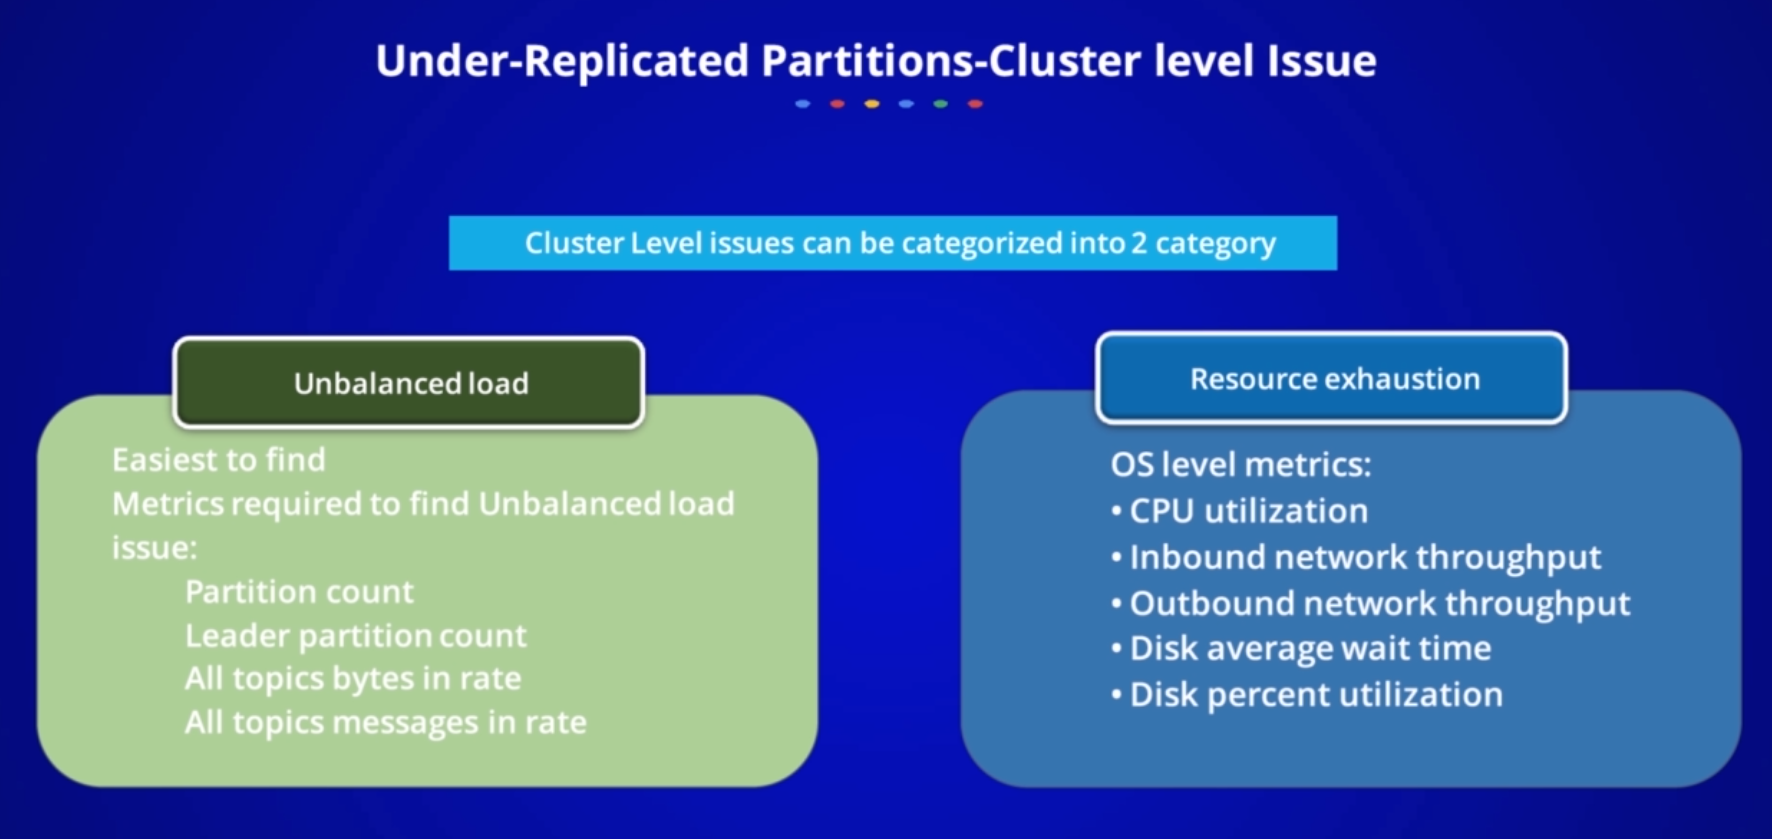 Under-Replicated Partitions-Cluster level Issue
Cluster Level issues can be categorized into 2 category
Unbalanced load
Easiest to find
Metrics required to find Unbalanced load
issue:
Partition count
Leader partition count
All topics bytes in rate
All topics messages in rate
Resource exhaustion
OS level metrics:
• CPU utilization
• Inbound network throughput
• Outbound network throughput
• Disk average wait time
• Disk percent utilization